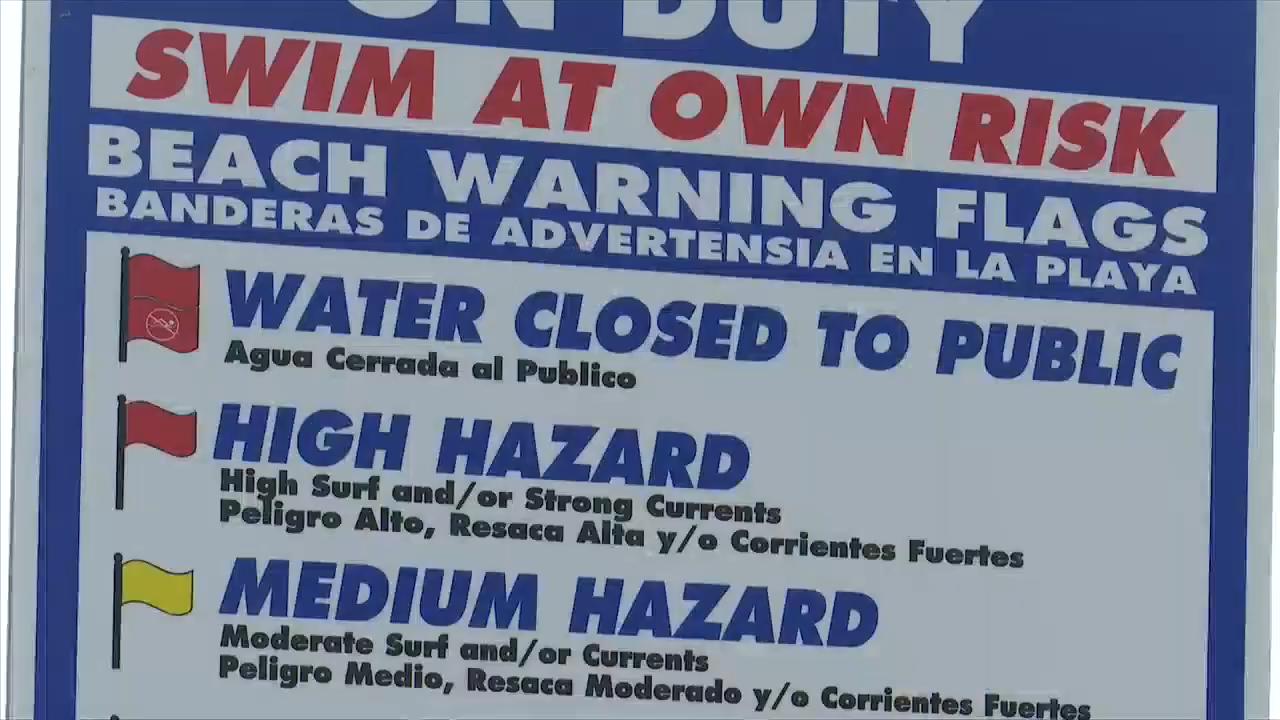 ON DUTY
SWIM AT OWN RISK
BEACH WARNING FLAGS
BANDERAS DE ADVERTENSIA EN LA PLAYA
WATER CLOSED TO PUBLIC
Agua Cerrada al Publico
HIGH HAZARD
High Surf and/or Strong Currents
Peligro Alto, Resaca Alta y/o Corrientes Fuertes
MEDIUM HAZARD
Moderate Surf and/or Currents
Peligro Medio, Resaca Moderado y/o Corrientes Fuertes